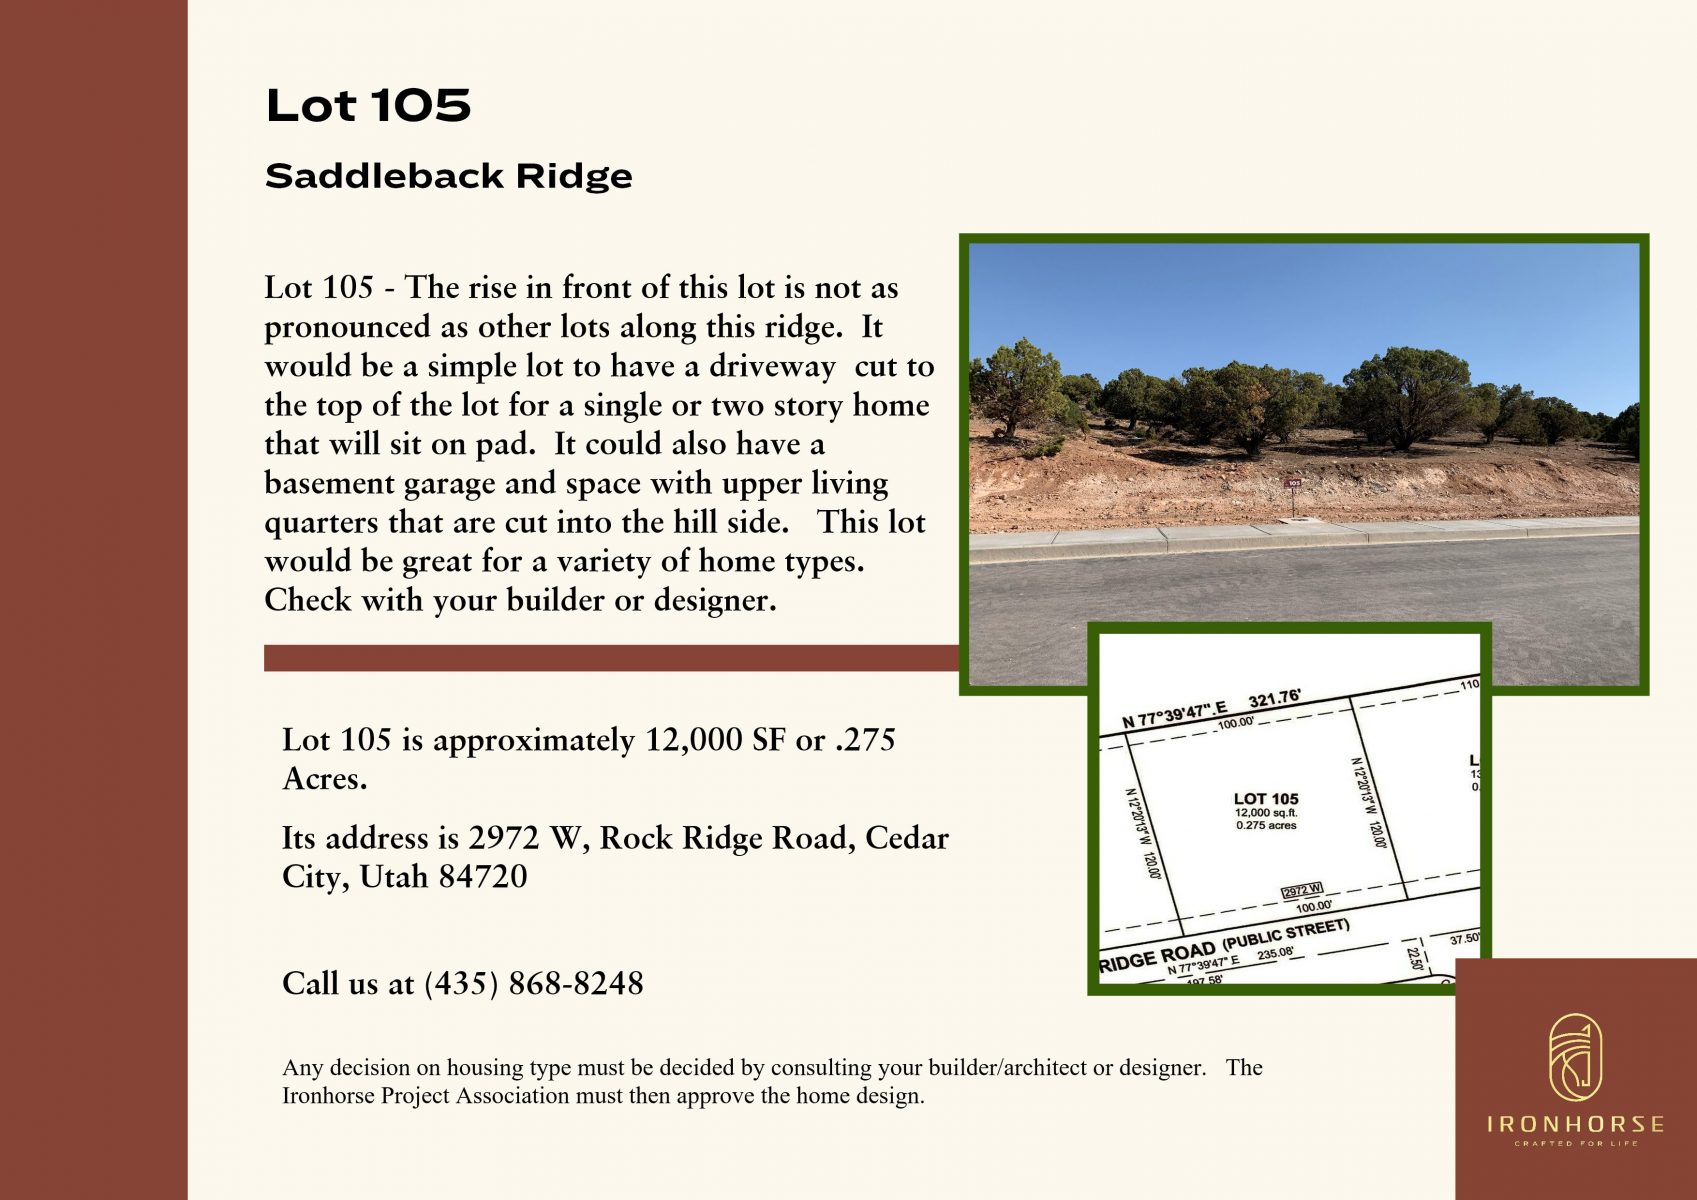 Lot 105
Saddleback Ridge
Lot 105 - The rise in front of this lot is not as
pronounced as other lots along this ridge.  It
would be a simple lot to have a driveway  cut to
the top of the lot for a single or two story home
that will sit on pad.  It could also have a
basement garage and space with upper living
quarters that are cut into the hill side.   This lot
would be great for a variety of home types.
Check with your builder or designer.
105
Lot 105 is approximately 12,000 SF or .275
Acres.
Its address is 2972 W, Rock Ridge Road, Cedar
City, Utah 84720
Call us at (435) 868-8248
N 77°39'47" E 321.76'
100.00'
110
N 12°20'13" W 120.00'
LOT 105
12,000 sq.ft.
0.275 acres
N 12°20'13" W 120.00'
L
13
0.
2972 W
100.00'
RIDGE ROAD (PUBLIC STREET)
N 77°39'47" E 235.08'
197.58'
22.50'
37.50'
Any decision on housing type must be decided by consulting your builder/architect or designer.   The
Ironhorse Project Association must then approve the home design.
IRONHORSE
CRAFTED FOR LIFE